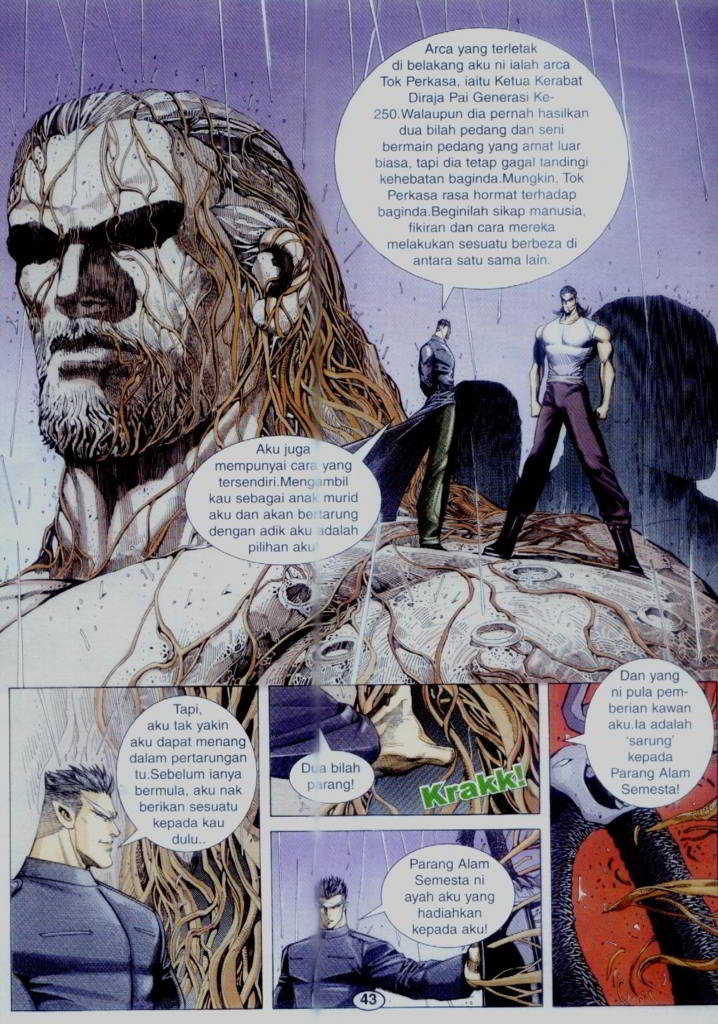 Arca yang terletak
di belakang aku ni ialah arca
Tok Perkasa, iaitu Ketua Kerabat
Diraja Pai Generasi Ke-
250.Walaupun dia pernah hasilkan
dua bilah pedang dan seni
bermain pedang yang amat luar
biasa, tapi dia tetap gagal tandingi
kehebatan baginda.Mungkin, Tok
Perkasa rasa hormat terhadap
baginda.Beginilah sikap manusia,
fikiran dan cara mereka
melakukan sesuatu berbeza di
antara satu sama lain.
Aku juga
mempunyai cara yang
tersendiri.Mengambil
kau sebagai anak murid
aku dan akan bertarung
dengan adik aku adalah
pilihan aku!
Tapi,
aku tak yakin
aku dapat menang
dalam pertarungan
tu.Sebelum ianya
bermula, aku nak
berikan sesuatu
kepada kau
dulu..
Dua bilah
parang!
Krakk!
Parang Alam
Semesta ni
ayah aku yang
hadiahkan
kepada aku!
Dan yang
ni pula pem-
berian kawan
aku.Ia adalah
'sarung'
kepada
Parang Alam
Semesta!
43